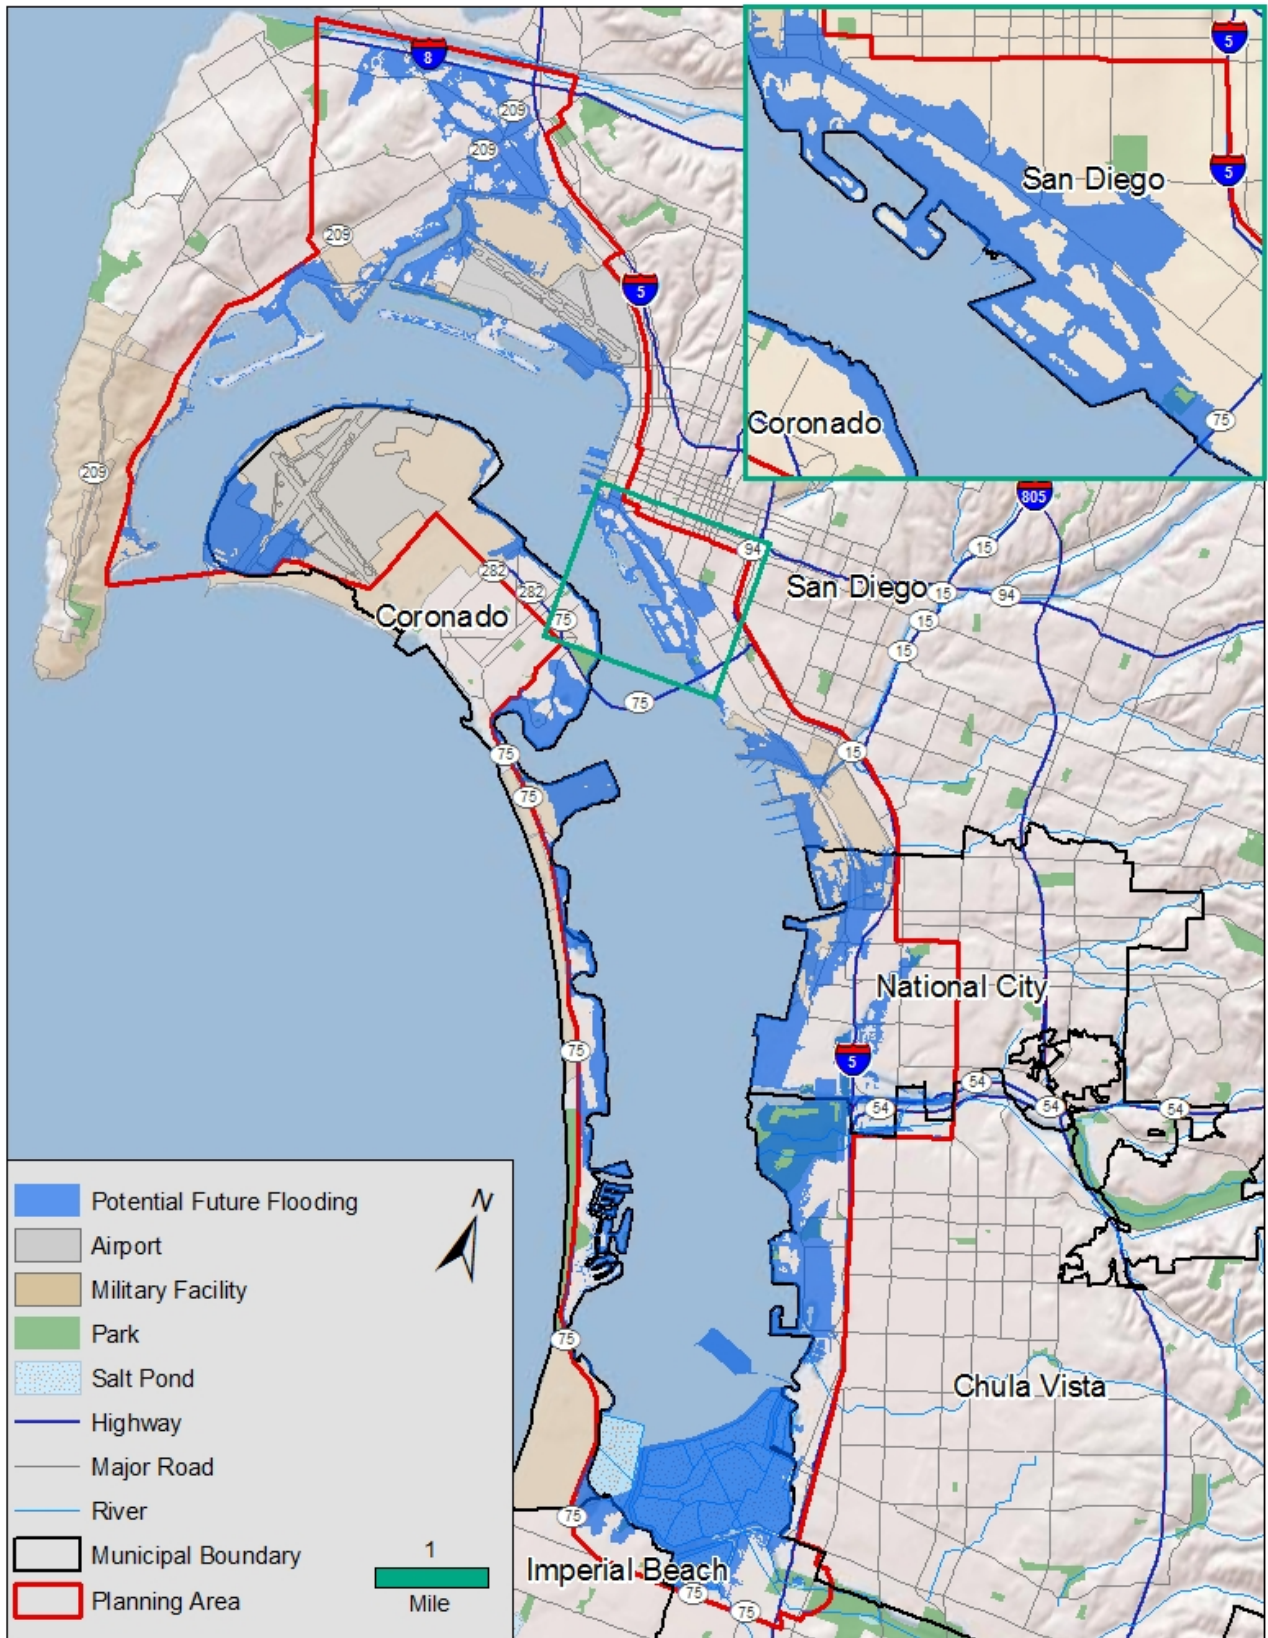 8
5
209
209
San Diego
5
209
5
75
Coronado
209
805
94
15
282
San Diego
15
94
282
15
Coronado
75
15
75
75
15
75
National City
75
5
54
54
54
54
Potential Future Flooding
N
Airport
Military Facility
Park
75
Salt Pond
Chula Vista
Highway
Major Road
River
75
Municipal Boundary
1
Imperial Beach
Planning Area
Mile
75
75